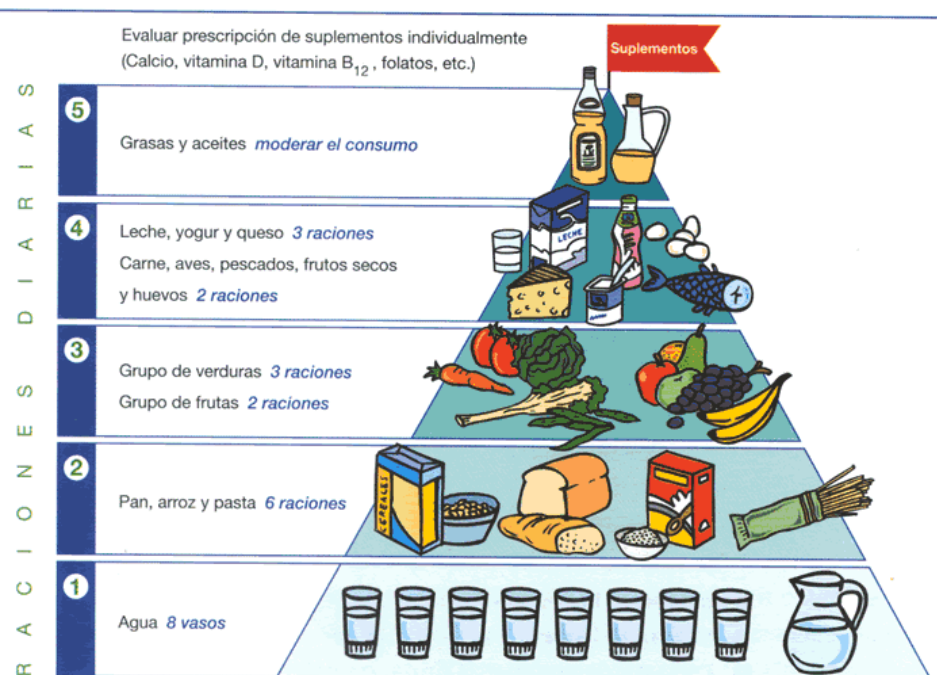 Evaluar prescripción de suplementos individualmente
(Calcio, vitamina D, vitamina B12, folatos, etc.)
Suplementos
RACIONES DIARIAS
5
Grasas y aceites moderar el consumo
4
Leche, yogur y queso 3 raciones
Carne, aves, pescados, frutos secos
y huevos 2 raciones
LECHE
3
Grupo de verduras 3 raciones
Grupo de frutas 2 raciones
2
Pan, arroz y pasta 6 raciones
CEREALES
1
Agua 8 vasos